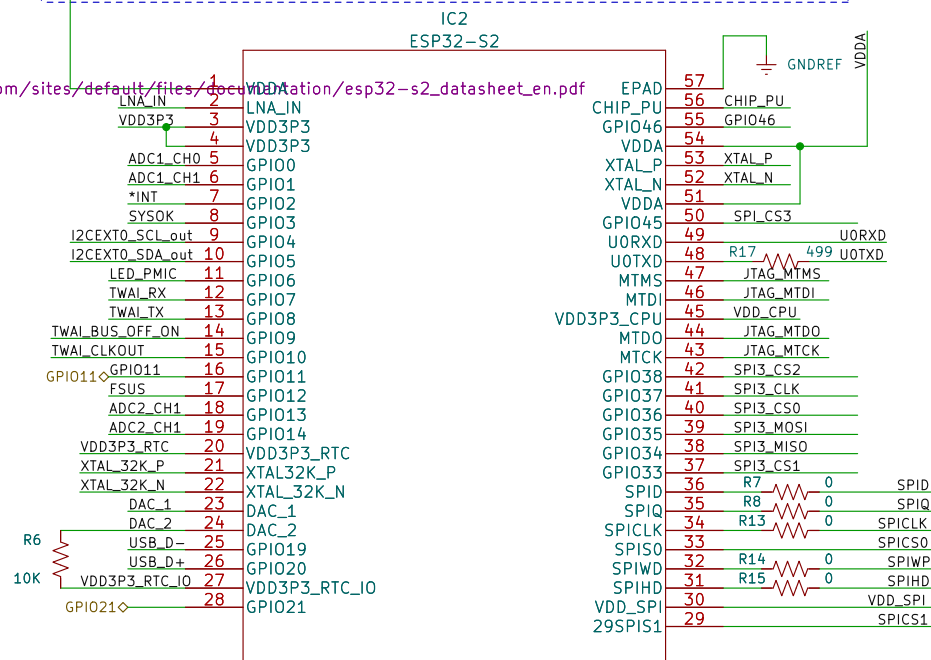 IC2
ESP32-S2
om/sites/default/files/documentation/esp32-s2_datasheet_en.pdf
1 VDDA
LNA_IN 2 LNA_IN
VDD3P3 3 VDD3P3
4 VDD3P3
ADC1_CH0 5 GPIO0
ADC1_CH1 6 GPIO1
*INT 7 GPIO2
SYSOK 8 GPIO3
I2CEXT0_SCL_out 9 GPIO4
I2CEXT0_SDA_out 10 GPIO5
LED_PMIC 11 GPIO6
TWAI_RX 12 GPIO7
TWAI_TX 13 GPIO8
TWAI_BUS_OFF_ON 14 GPIO9
TWAI_CLKOUT 15 GPIO10
GPIO11 GPIO11 16 GPIO11
FSUS 17 GPIO12
ADC2_CH1 18 GPIO13
ADC2_CH1 19 GPIO14
VDD3P3_RTC 20 VDD3P3_RTC
XTAL_32K_P 21 XTAL32K_P
XTAL_32K_N 22 XTAL_32K_N
DAC_1 23 DAC_1
DAC_2 24 DAC_2
USB_D- 25 GPIO19
USB_D+ 26 GPIO20
VDD3P3_RTC_IO 27 VDD3P3_RTC_IO
GPIO21 28 GPIO21
R6
10K
EPAD 57
GNDREF
VDDA
CHIP_PU 56 CHIP_PU
GPIO46 55 GPIO46
VDDA 54
XTAL_P 53 XTAL_P
XTAL_N 52 XTAL_N
VDDA 51
GPIO45 50 SPI_CS3
U0RXD 49 U0RXD
U0TXD 48 R17 499 U0TXD
MTMS 47 JTAG_MTMS
MTDI 46 JTAG_MTDI
VDD3P3_CPU 45 VDD_CPU
MTDO 44 JTAG_MTDO
MTCK 43 JTAG_MTCK
GPIO38 42 SPI3_CS2
GPIO37 41 SPI3_CLK
GPIO36 40 SPI3_CS0
GPIO35 39 SPI3_MOSI
GPIO34 38 SPI3_MISO
GPIO33 37 SPI3_CS1
SPID 36 R7 0 SPID
SPIQ 35 R8 0 SPIQ
SPICLK 34 R13 0 SPICLK
SPIS0 33 SPICS0
SPIWD 32 R14 0 SPIWP
SPIHD 31 R15 0 SPIHD
VDD_SPI 30 VDD_SPI
29SPIS1 29 SPICS1